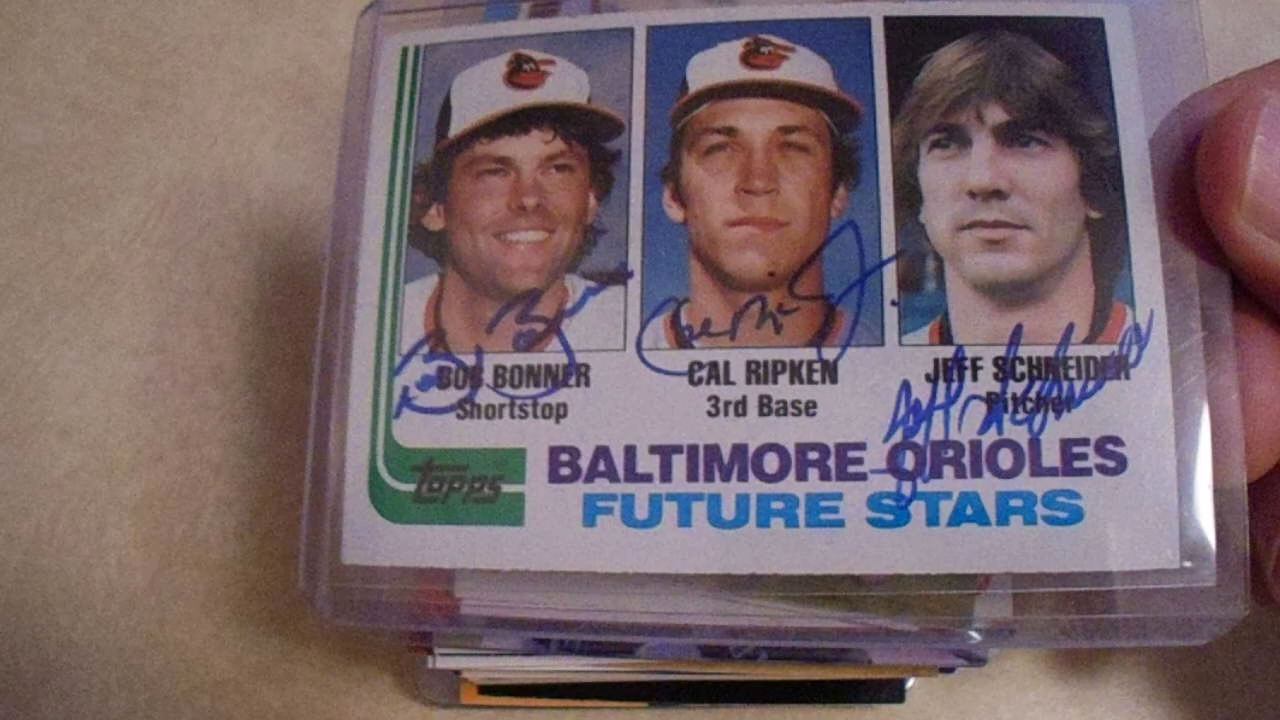 BOB BONNER
Shortstop
CAL RIPKEN
3rd Base
JEFF SCHNEIDER
Pitcher
topps
BALTIMORE ORIOLES
FUTURE STARS